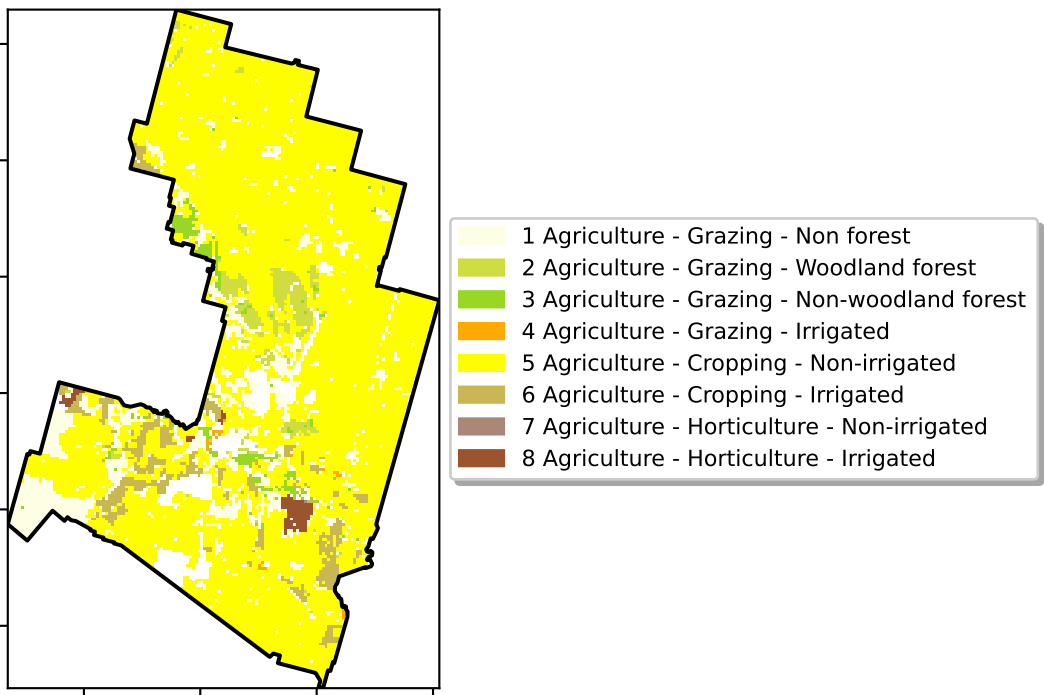 1 Agriculture - Grazing - Non forest
2 Agriculture - Grazing - Woodland forest
3 Agriculture - Grazing - Non-woodland forest
4 Agriculture - Grazing - Irrigated
5 Agriculture - Cropping - Non-irrigated
6 Agriculture - Cropping - Irrigated
7 Agriculture - Horticulture - Non-irrigated
8 Agriculture - Horticulture - Irrigated